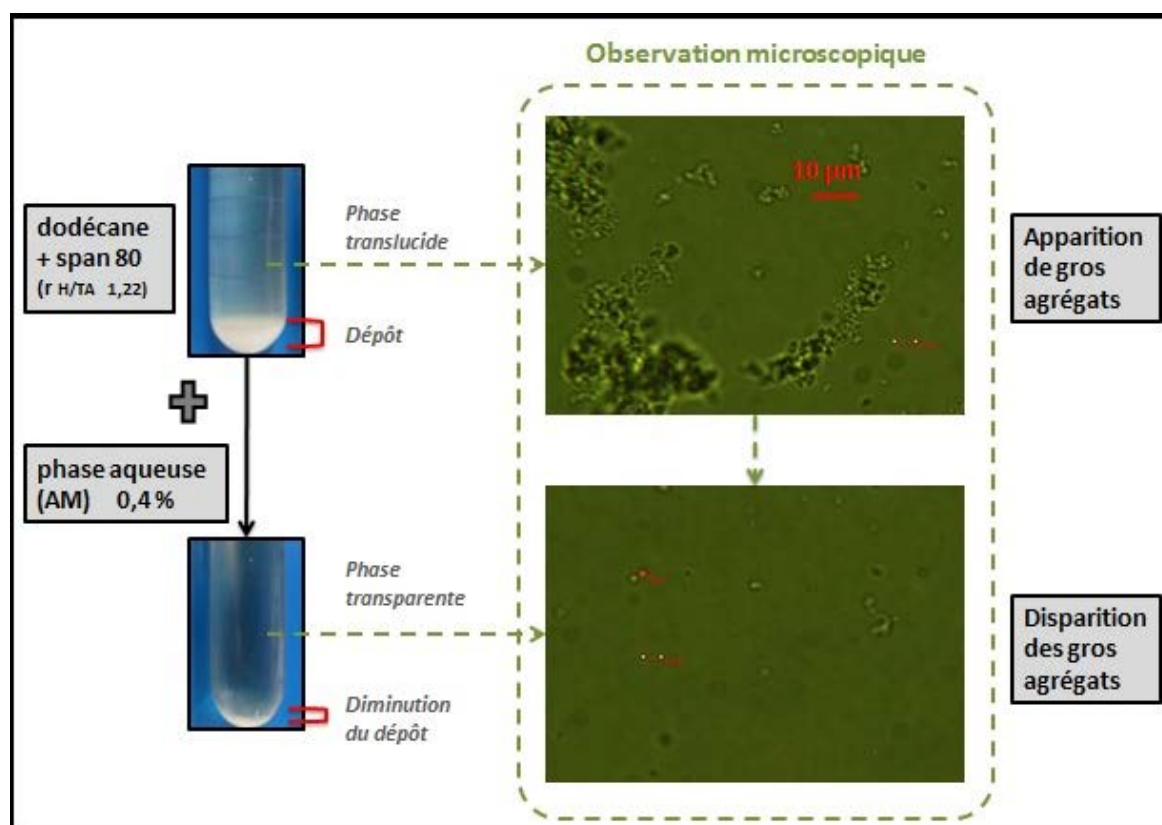 Observation microscopique
dodécane
+ span 80
(r H/TA 1,22)
Phase
translucide
Dépôt
10 µm
Apparition
de gros
agrégats
phase aqueuse
(AM) 0,4 %
Phase
transparente
Diminution
du dépôt
Disparition
des gros
agrégats